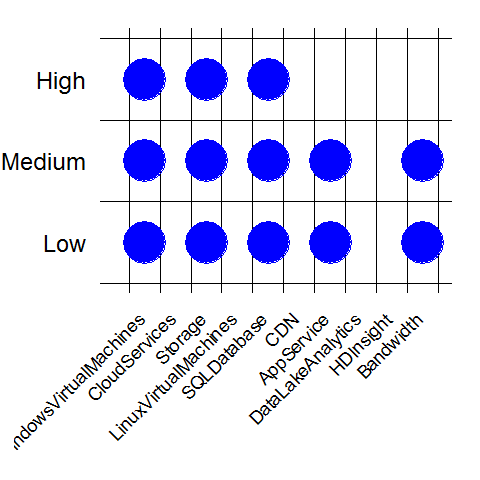 High
Medium
Low
ndowsVirtualMachines
CloudServices
Storage
LinuxVirtualMachines
SQLDatabase
CDN
AppService
DataLakeAnalytics
HDInsight
Bandwidth